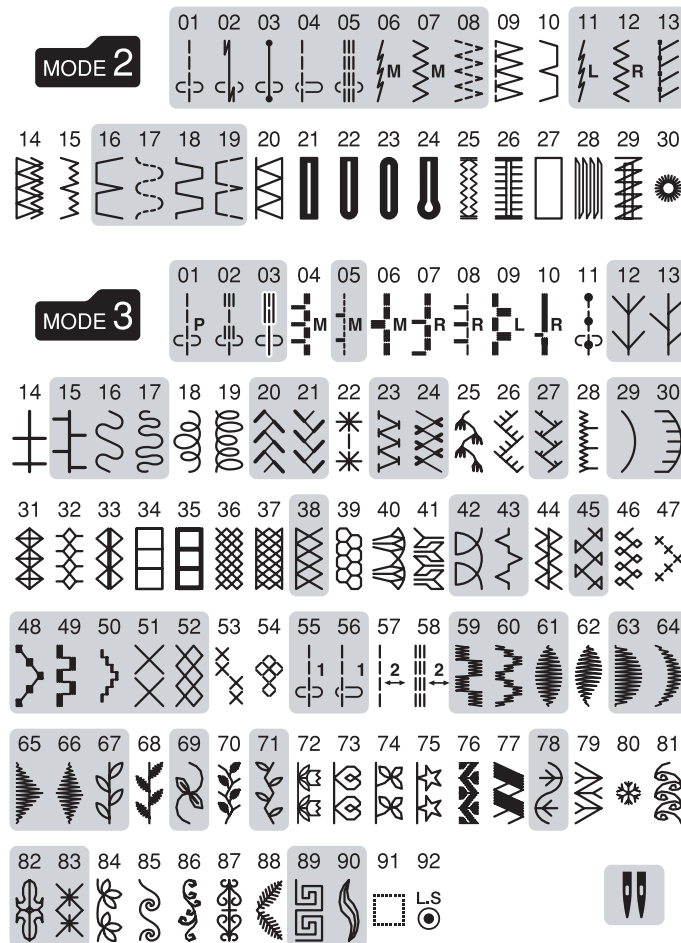 MODE 2
01 02 03 04 05 06 07 08 09 10 11 12 13
M M L R
14 15 16 17 18 19 20 21 22 23 24 25 26 27 28 29 30
MODE 3
01 02 03 04 05 06 07 08 09 10 11 12 13
P M M M R R L R
14 15 16 17 18 19 20 21 22 23 24 25 26 27 28 29 30
31 32 33 34 35 36 37 38 39 40 41 42 43 44 45 46 47
48 49 50 51 52 53 54 55 56 57 58 59 60 61 62 63 64
1 1 2 2
65 66 67 68 69 70 71 72 73 74 75 76 77 78 79 80 81
82 83 84 85 86 87 88 89 90 91 92
L.S